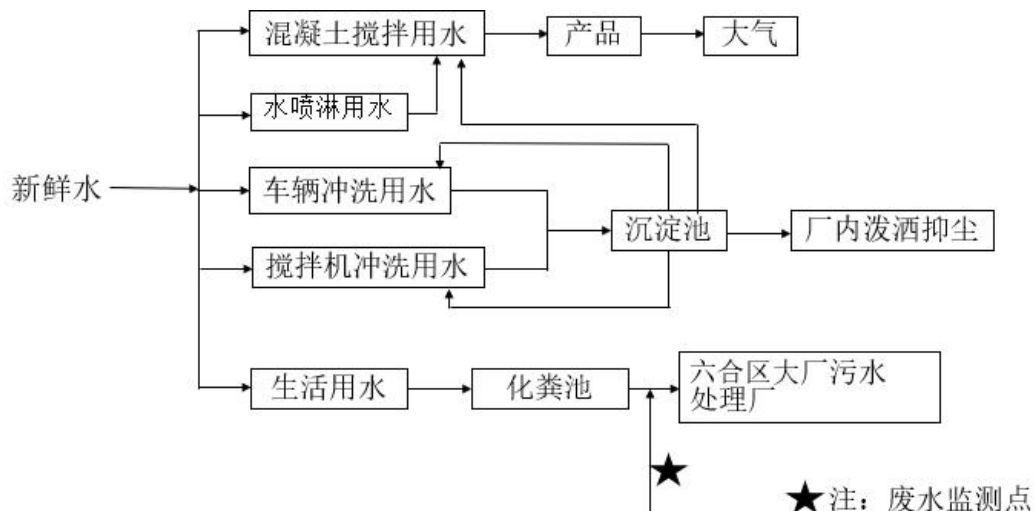 混凝土搅拌用水
产品
大气
水喷淋用水
新鲜水
车辆冲洗用水
沉淀池
厂内泼洒抑尘
搅拌机冲洗用水
生活用水
化粪池
六合区大厂污水
处理厂
★注：废水监测点